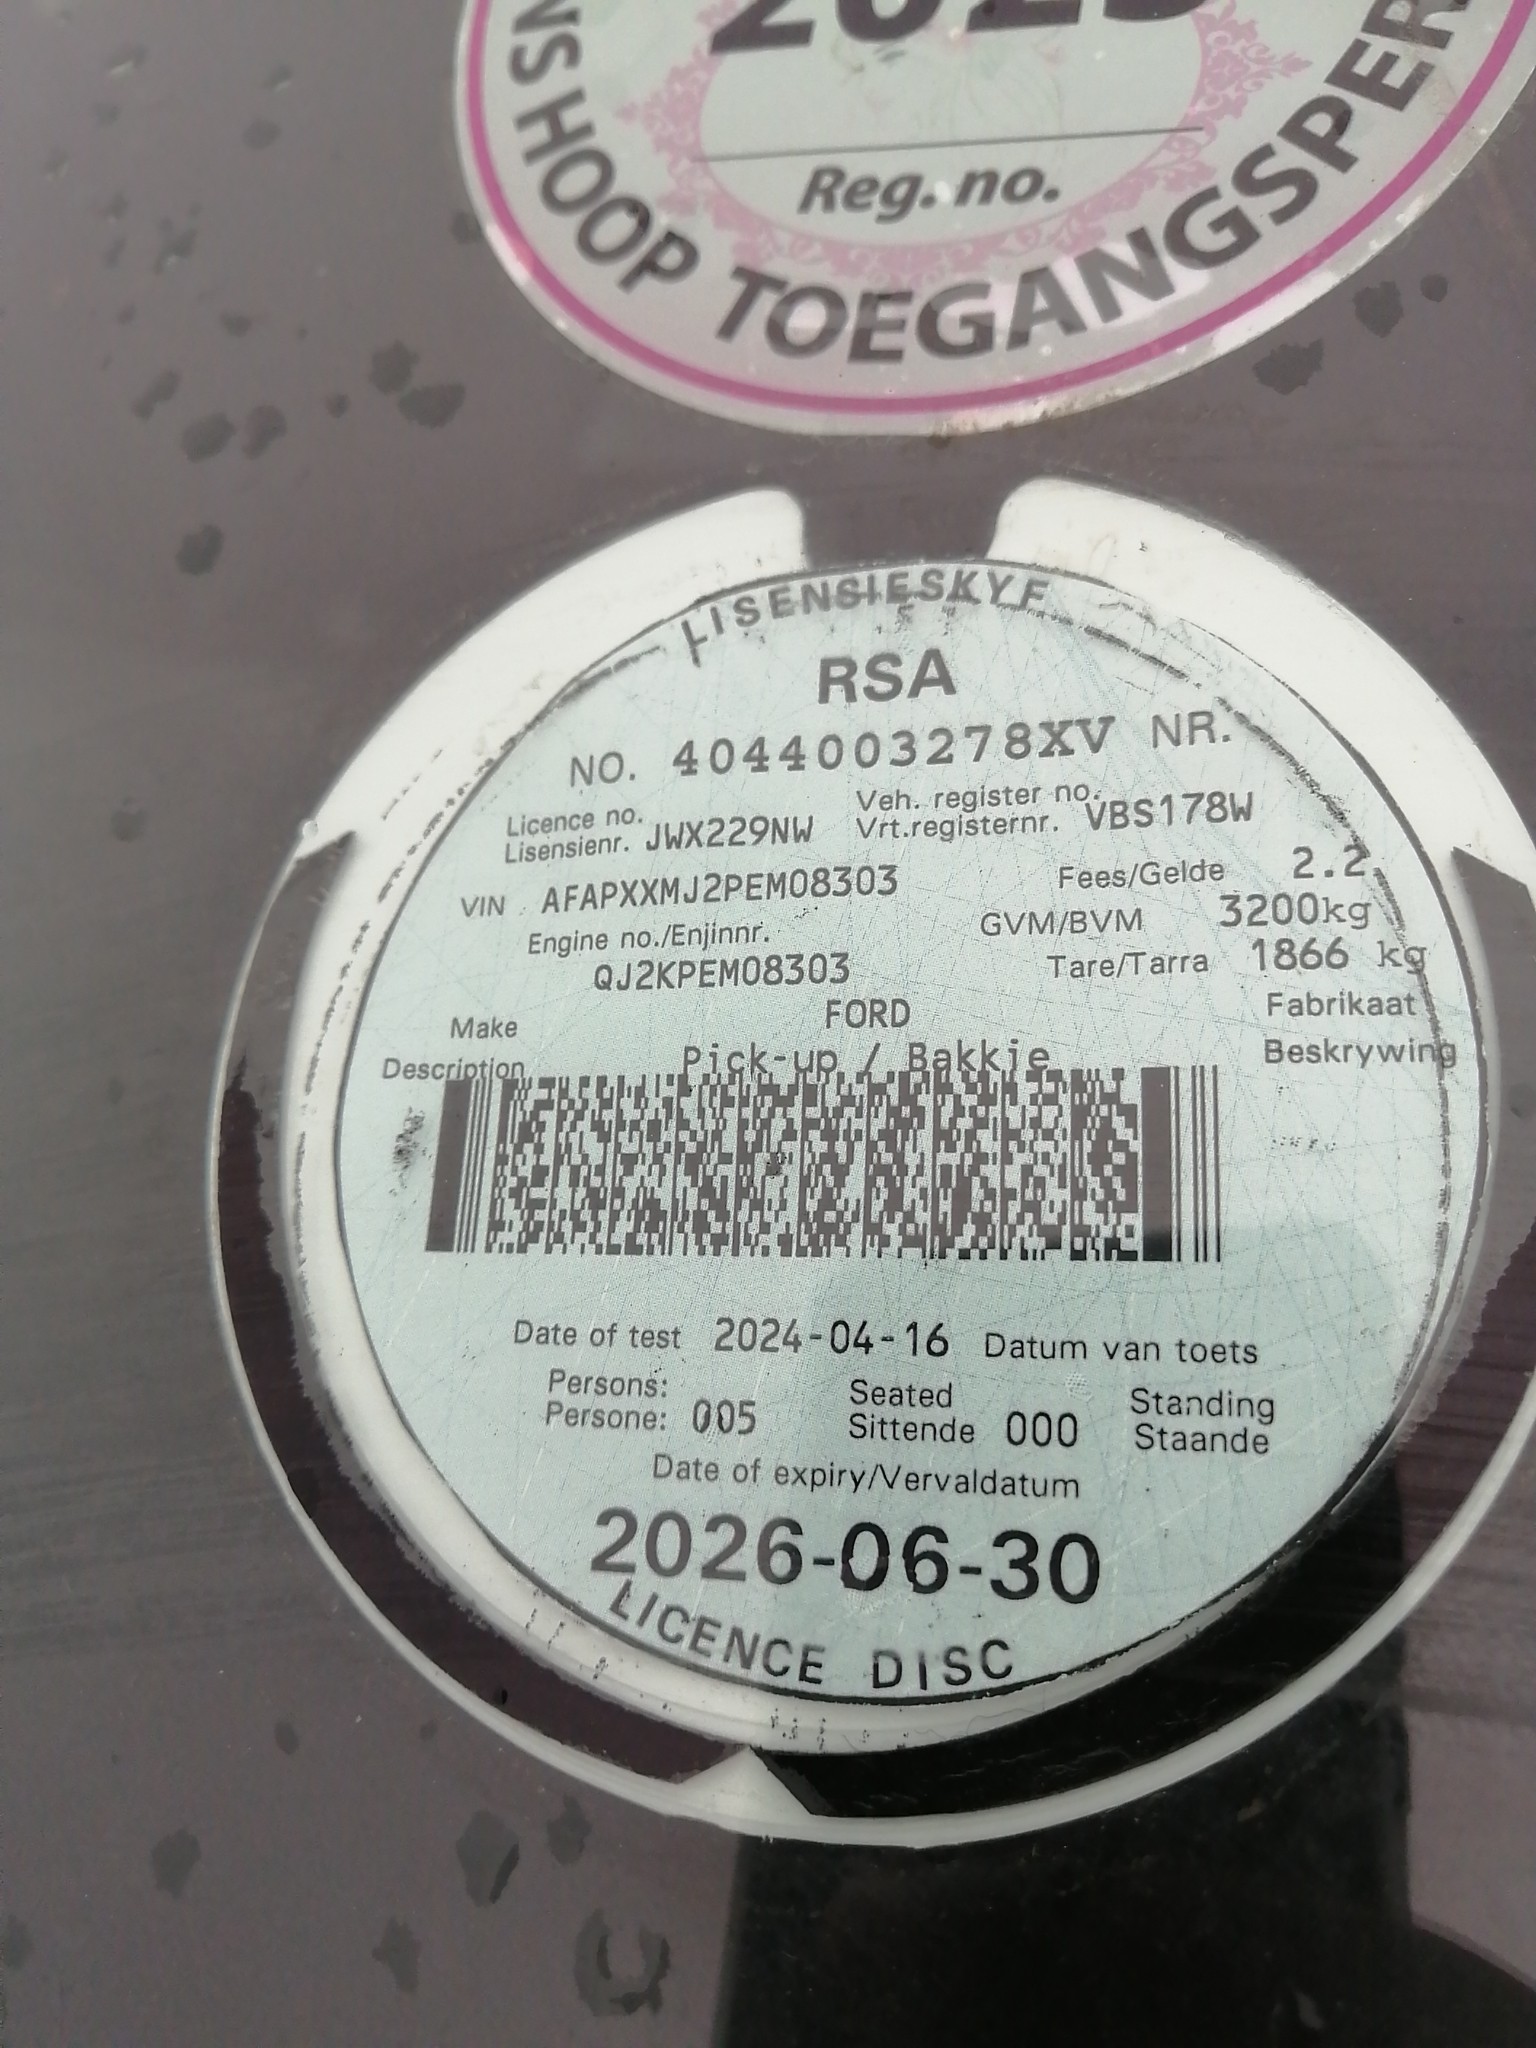 Reg. no.
HOOP TOEGANGSPER
LISENSIESKYF
RSA
NO. 4044003278XV NR.
Licence no. Veh. register no.
Lisensienr. JWX229NW Vrt.registernr. VBS178W
VIN AFAPXXMJ2PEM08303 Fees/Gelde 2.2
Engine no./Enjinnr. GVM/BVM 3200kg
QJ2KPEM08303 Tare/Tarra 1866 kg
Make FORD Fabrikaat
Description Pick-up / Bakkie Beskrywing
Date of test 2024-04-16 Datum van toets
Persons: Seated Standing
Persone: 005 Sittende 000 Staande
Date of expiry/Vervaldatum
2026-06-30
LICENCE DISC